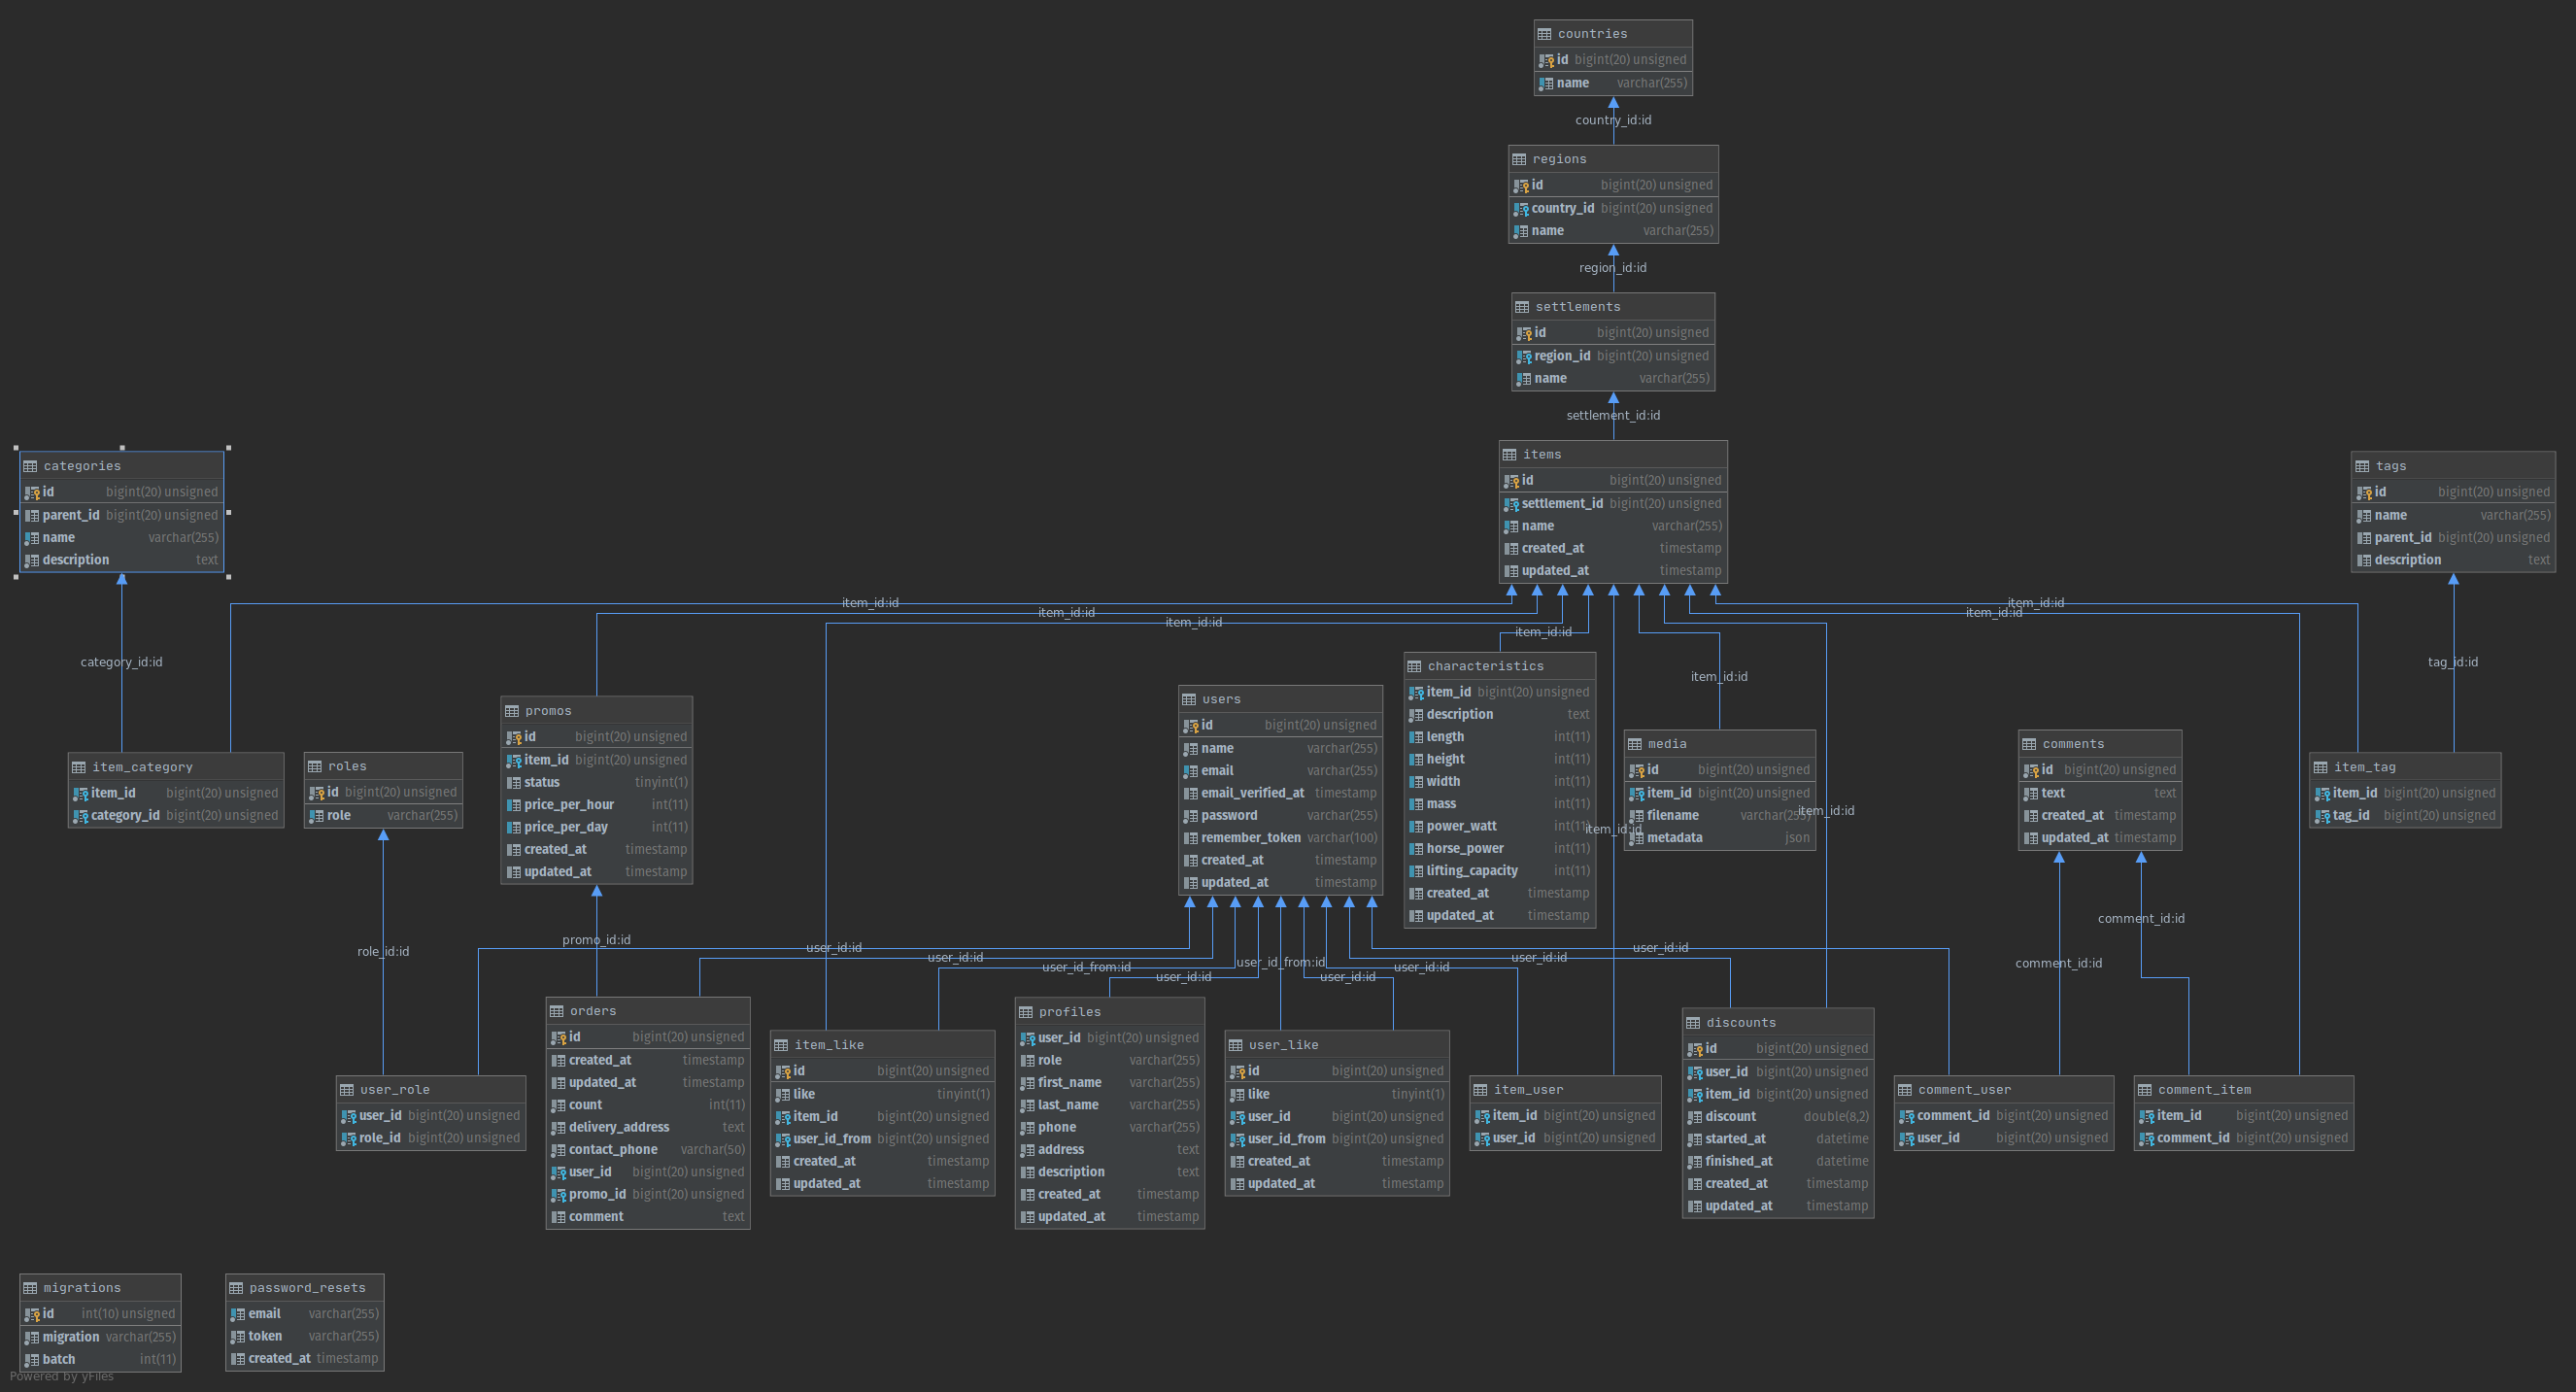 countries
id bigint(20) unsigned
name varchar(255)
country_id:id
regions
id bigint(20) unsigned
country_id bigint(20) unsigned
name varchar(255)
region_id:id
settlements
id bigint(20) unsigned
region_id bigint(20) unsigned
name varchar(255)
settlement_id:id
categories
id bigint(20) unsigned
parent_id bigint(20) unsigned
name varchar(255)
description text
items
id bigint(20) unsigned
settlement_id bigint(20) unsigned
name varchar(255)
created_at timestamp
updated_at timestamp
tags
id bigint(20) unsigned
name varchar(255)
parent_id bigint(20) unsigned
description text
item_id:id
item_id:id
item_id:id
item_id:id
item_id:id
item_id:id
category_id:id
item_id:id
tag_id:id
item_category
item_id bigint(20) unsigned
category_id bigint(20) unsigned
roles
id bigint(20) unsigned
role varchar(255)
promos
id bigint(20) unsigned
item_id bigint(20) unsigned
status tinyint(1)
price_per_hour int(11)
price_per_day int(11)
created_at timestamp
updated_at timestamp
users
id bigint(20) unsigned
name varchar(255)
email varchar(255)
email_verified_at timestamp
password varchar(255)
remember_token varchar(100)
created_at timestamp
updated_at timestamp
characteristics
item_id bigint(20) unsigned
description text
length int(11)
height int(11)
width int(11)
mass int(11)
power_watt int(11)
horse_power int(11)
lifting_capacity int(11)
created_at timestamp
updated_at timestamp
media
id bigint(20) unsigned
item_id bigint(20) unsigned
filename varchar(255)
metadata json
item_id:id
item_id:id
comments
id bigint(20) unsigned
text text
created_at timestamp
updated_at timestamp
item_tag
item_id bigint(20) unsigned
tag_id bigint(20) unsigned
role_id:id
promo_id:id
user_id:id
user_id:id
user_id_from:id
user_id:id
user_id_from:id
user_id:id
user_id:id
user_id:id
user_id:id
comment_id:id
comment_id:id
user_role
user_id bigint(20) unsigned
role_id bigint(20) unsigned
orders
id bigint(20) unsigned
created_at timestamp
updated_at timestamp
count int(11)
delivery_address text
contact_phone varchar(50)
user_id bigint(20) unsigned
promo_id bigint(20) unsigned
comment text
item_like
id bigint(20) unsigned
like tinyint(1)
item_id bigint(20) unsigned
user_id_from bigint(20) unsigned
created_at timestamp
updated_at timestamp
profiles
user_id bigint(20) unsigned
role varchar(255)
first_name varchar(255)
last_name varchar(255)
phone varchar(255)
address text
description text
created_at timestamp
updated_at timestamp
user_like
id bigint(20) unsigned
like tinyint(1)
user_id bigint(20) unsigned
user_id_from bigint(20) unsigned
created_at timestamp
updated_at timestamp
item_user
item_id bigint(20) unsigned
user_id bigint(20) unsigned
discounts
id bigint(20) unsigned
user_id bigint(20) unsigned
item_id bigint(20) unsigned
discount double(8,2)
started_at datetime
finished_at datetime
created_at timestamp
updated_at timestamp
comment_user
comment_id bigint(20) unsigned
user_id bigint(20) unsigned
comment_item
item_id bigint(20) unsigned
comment_id bigint(20) unsigned
migrations
id int(10) unsigned
migration varchar(255)
batch int(11)
password_resets
email varchar(255)
token varchar(255)
created_at timestamp
Powered by yFiles